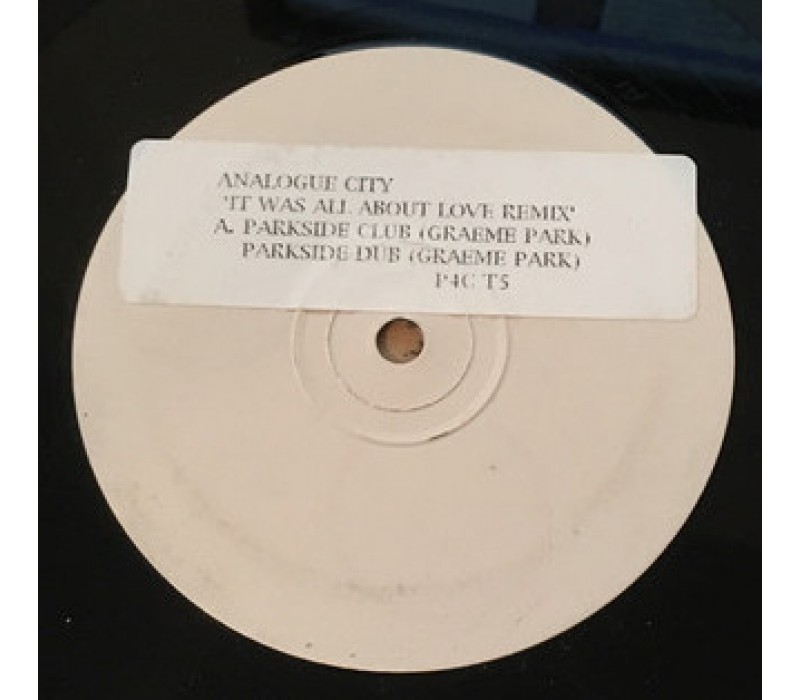 ANALOGUE CITY
'IT WAS ALL ABOUT LOVE REMIX'
A. PARKSIDE CLUB (GRAEME PARK)
PARKSIDE DUB (GRAEME PARK)
P4C T5